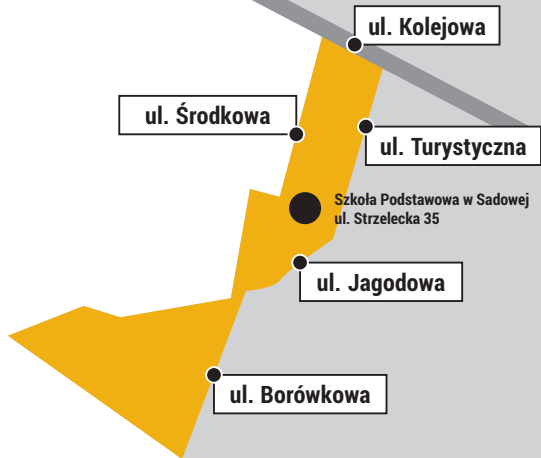 ul. Kolejowa
ul. Środkowa
ul. Turystyczna
Szkoła Podstawowa w Sadowej
ul. Strzelecka 35
ul. Jagodowa
ul. Borówkowa